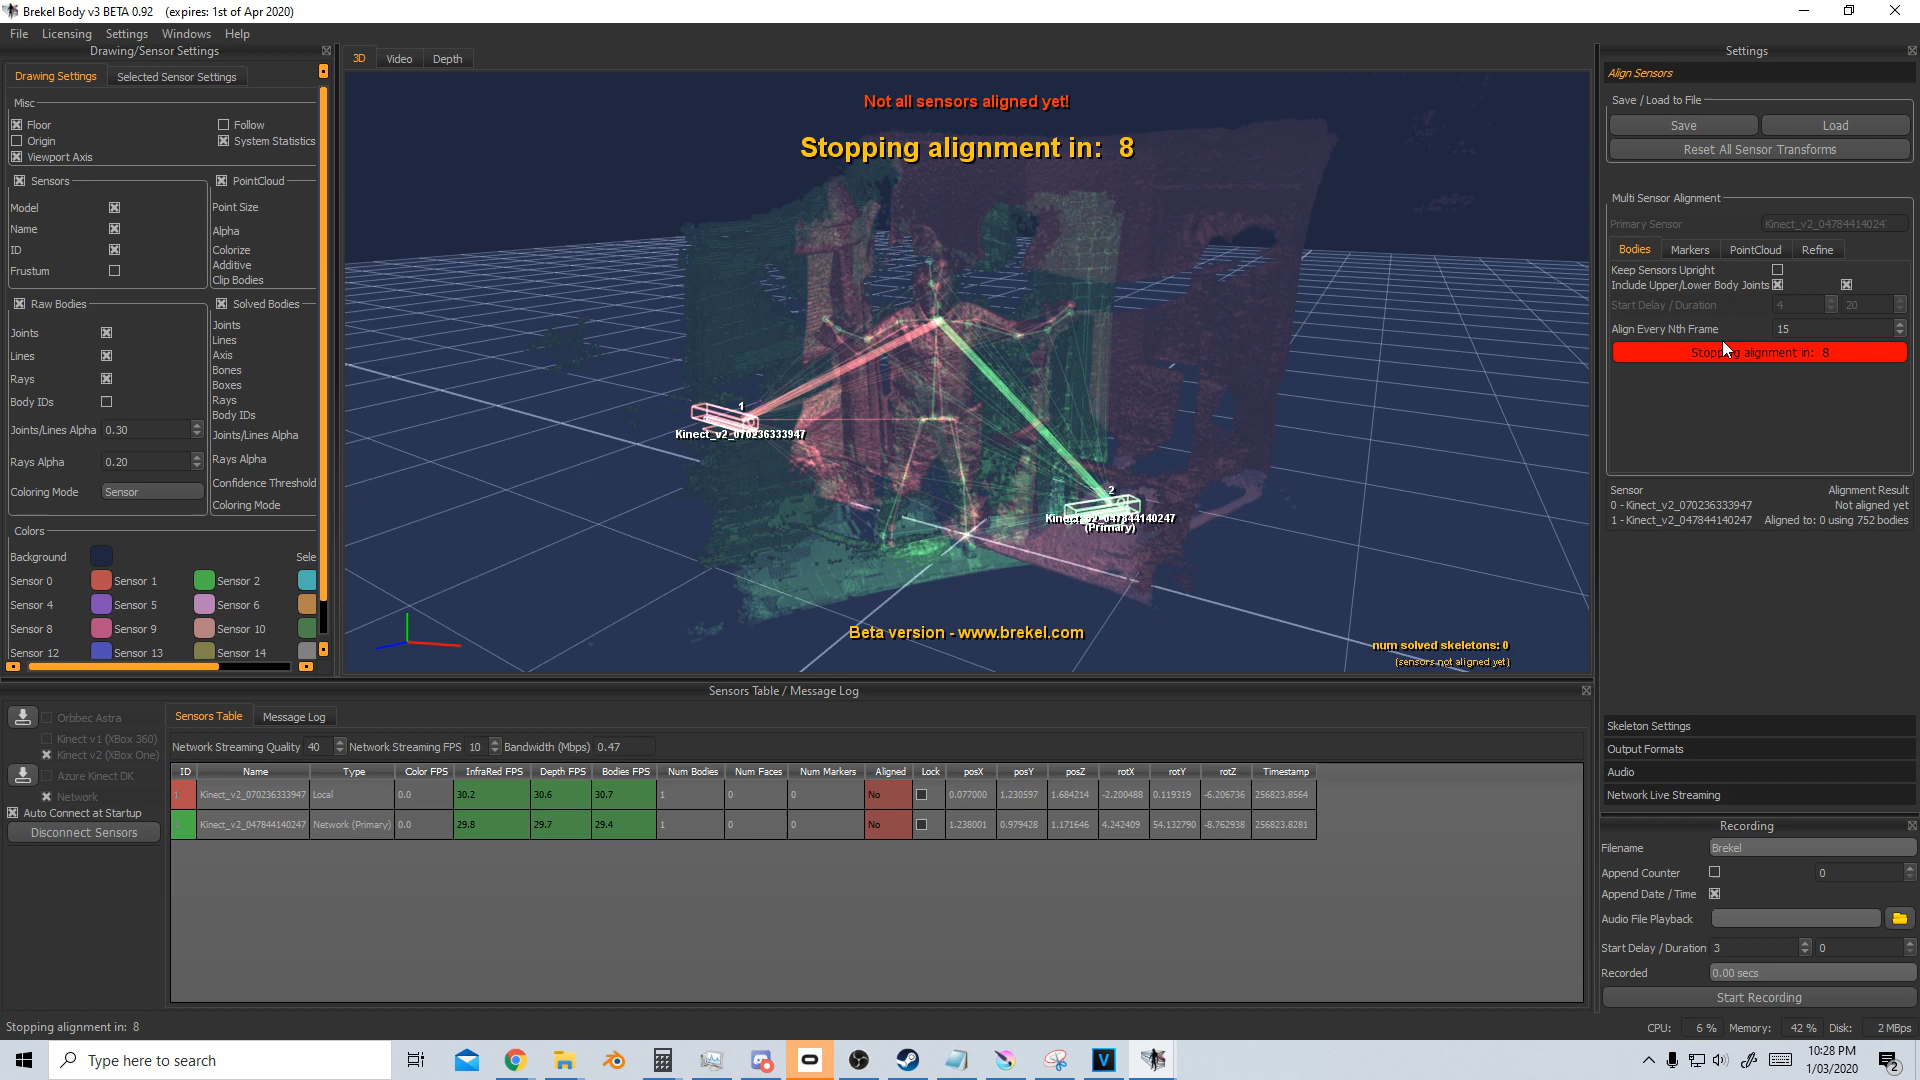 Brekel Body v3 BETA 0.92 (expires: 1st of Apr 2020)
File Licensing Settings Windows Help
Drawing/Sensor Settings
Drawing Settings Selected Sensor Settings
Misc
Floor Follow
Origin System Statistics
Viewport Axis
Sensors PointCloud
Model Point Size
Name Alpha
ID Colorize
Additive
Frustum Clip Bodies
Raw Bodies Solved Bodies
Joints Joints
Lines Lines
Axis
Rays Bones
Boxes
Body IDs Rays
Body IDs
Joints/Lines Alpha 0.30 Joints/Lines Alpha
Rays Alpha 0.20 Rays Alpha
Confidence Threshold
Coloring Mode Sensor Coloring Mode
Colors
Background Sele
Sensor 0 Sensor 1 Sensor 2
Sensor 4 Sensor 5 Sensor 6
Sensor 8 Sensor 9 Sensor 10
Sensor 12 Sensor 13 Sensor 14
3D Video Depth
Not all sensors aligned yet!
Stopping alignment in: 8
1
Kinect_v2_070236333947
2
Kinect_v2_047844140247
(Primary)
Beta version - www.brekel.com
num solved skeletons: 0
(sensors not aligned yet)
Settings
Align Sensors
Save / Load to File
Save Load
Reset All Sensor Transforms
Multi Sensor Alignment
Primary Sensor Kinect_v2_04784414024
Bodies Markers PointCloud Refine
Keep Sensors Upright
Include Upper/Lower Body Joints
Start Delay / Duration 4 20
Align Every Nth Frame 15
Stopping alignment in: 8
Sensor Alignment Result
0 - Kinect_v2_070236333947 Not aligned yet
1 - Kinect_v2_047844140247 Aligned to: 0 using 752 bodies
Skeleton Settings
Output Formats
Audio
Network Live Streaming
Recording
Filename Brekel
Append Counter 0
Append Date / Time
Audio File Playback
Start Delay / Duration 3 0
Recorded 0.00 secs
Start Recording
Sensors Table / Message Log
Orbbec Astra
Kinect v1 (XBox 360)
Kinect v2 (XBox One)
Azure Kinect DK
Network
Auto Connect at Startup
Disconnect Sensors
Sensors Table Message Log
Network Streaming Quality 40 Network Streaming FPS 10 Bandwidth (Mbps) 0.47
ID Name Type Color FPS InfraRed FPS Depth FPS Bodies FPS Num Bodies Num Faces Num Markers Aligned Lock posX posY posZ rotX rotY rotZ Timestamp
1 Kinect_v2_070236333947 Local 0.0 30.2 30.6 30.7 1 0 0 No 0.077000 1.230597 1.684214 -2.200488 0.119319 -6.206736 256823.8564
Kinect_v2_047844140247 Network (Primary) 0.0 29.8 29.7 29.4 1 0 0 No 1.238001 0.979428 1.171646 4.242409 54.132790 -8.762938 256823.8281
Stopping alignment in: 8
CPU: 6 % Memory: 42 % Disk: 2 MBps
Type here to search
10:28 PM
1/03/2020
2